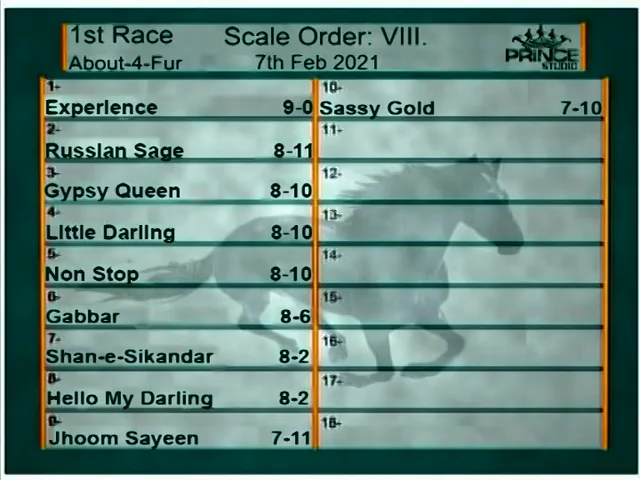 1st Race
Scale Order: VIII.
About-4-Fur
7th Feb 2021
PRINCE
STUDIO
1-
Experience 9-0
2-
Russian Sage 8-11
3-
Gypsy Queen 8-10
4-
Little Darling 8-10
5-
Non Stop 8-10
6-
Gabbar 8-6
7-
Shan-e-Sikandar 8-2
8-
Hello My Darling 8-2
9-
Jhoom Sayeen 7-11
10-
Sassy Gold 7-10
11-
12-
13-
14-
15-
16-
17-
18-